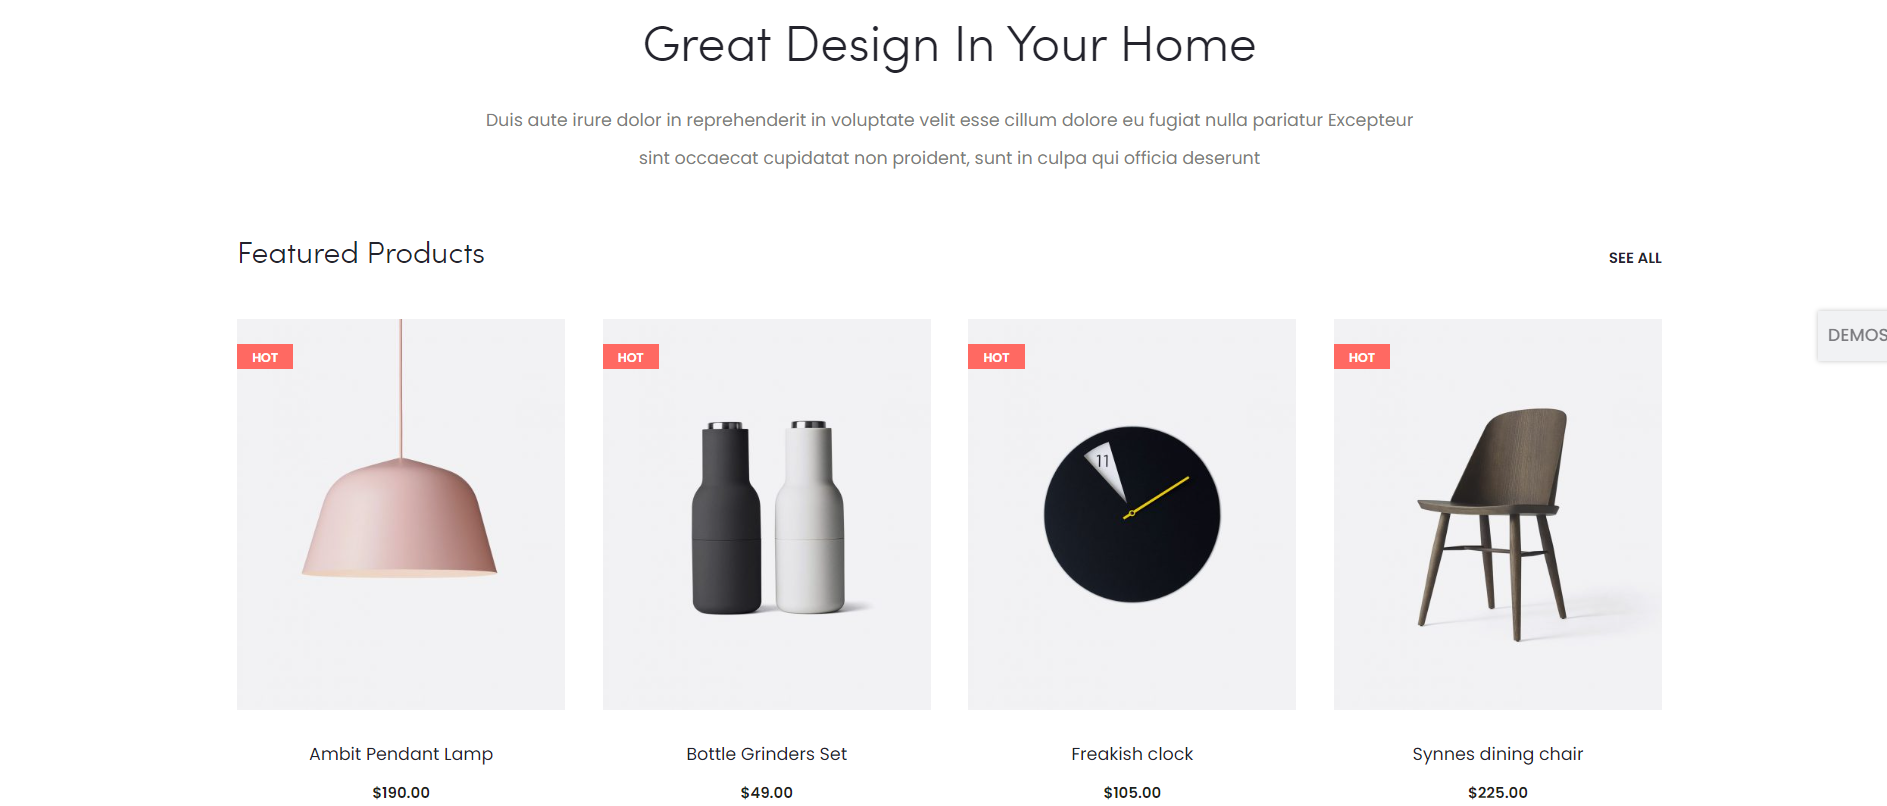 Great Design In Your Home
Duis aute irure dolor in reprehenderit in voluptate velit esse cillum dolore eu fugiat nulla pariatur Excepteur
sint occaecat cupidatat non proident, sunt in culpa qui officia deserunt
Featured Products
SEE ALL
DEMOS
HOT
HOT
HOT
HOT
11
Ambit Pendant Lamp
Bottle Grinders Set
Freakish clock
Synnes dining chair
$190.00
$49.00
$105.00
$225.00